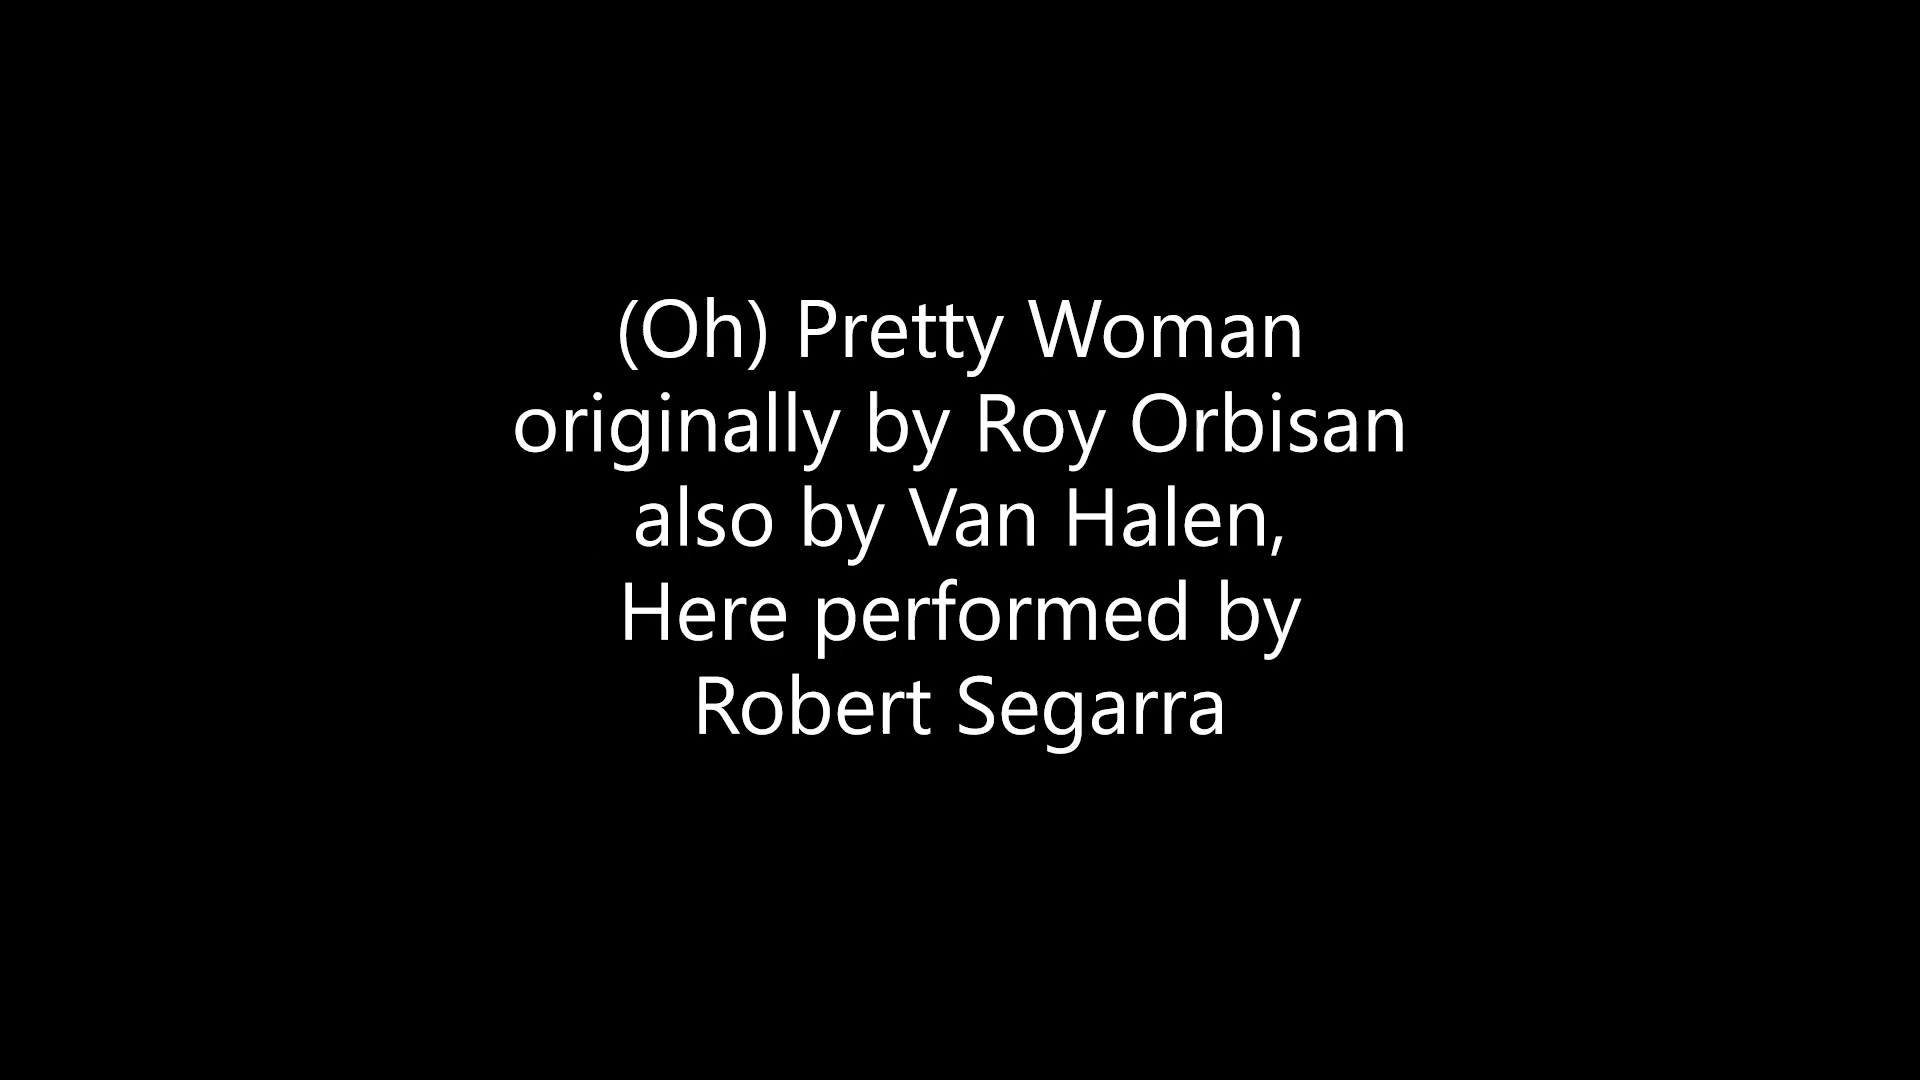 (Oh) Pretty Woman
originally by Roy Orbisan
also by Van Halen,
Here performed by
Robert Segarra